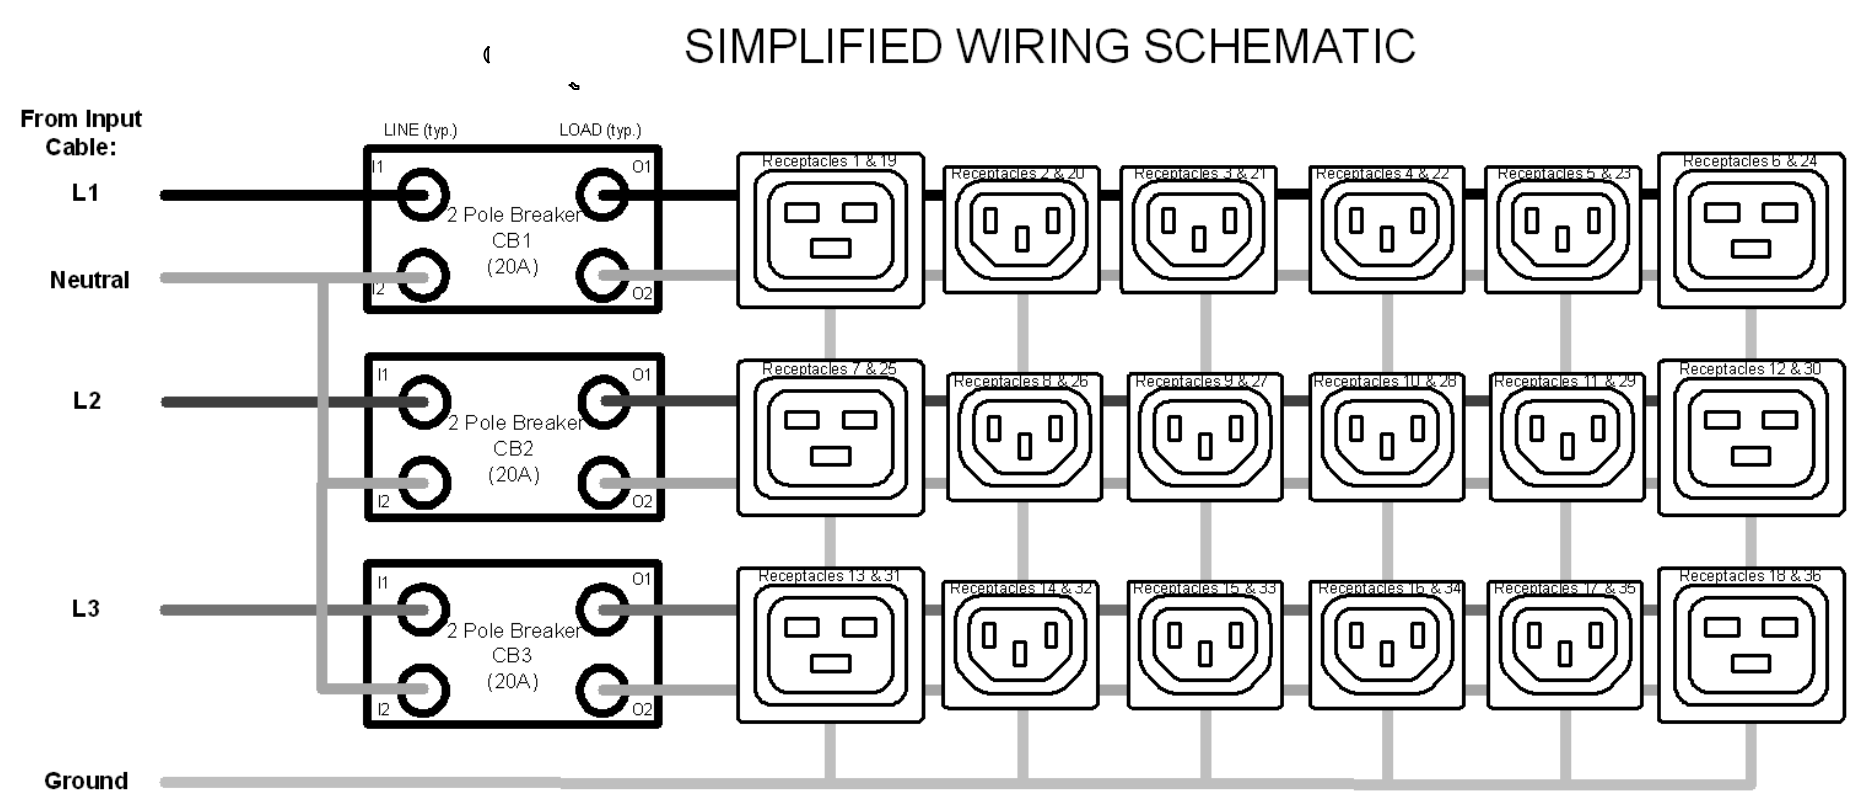 SIMPLIFIED WIRING SCHEMATIC
From Input
Cable:
LINE (typ.)
LOAD (typ.)
L1
I1
O1
2 Pole Breaker
CB1
(20A)
Neutral
I2
O2
Receptacles 1 & 19
Receptacles 2 & 20
Receptacles 3 & 21
Receptacles 4 & 22
Receptacles 5 & 23
Receptacles 6 & 24
L2
I1
O1
2 Pole Breaker
CB2
(20A)
I2
O2
Receptacles 7 & 25
Receptacles 8 & 26
Receptacles 9 & 27
Receptacles 10 & 28
Receptacles 11 & 29
Receptacles 12 & 30
L3
I1
O1
2 Pole Breaker
CB3
(20A)
I2
O2
Receptacles 13 & 31
Receptacles 14 & 32
Receptacles 15 & 33
Receptacles 16 & 34
Receptacles 17 & 35
Receptacles 18 & 36
Ground